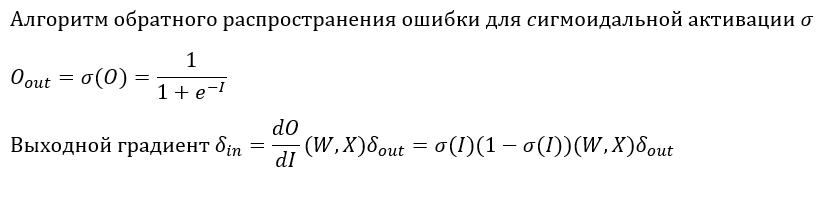 Алгоритм обратного распространения ошибки для сигмоидальной активации σ
O_out = σ(O) = 1 / (1 + e^(−I))
Выходной градиент δ_in = dO/dI (W, X)δ_out = σ(I)(1 − σ(I))(W, X)δ_out